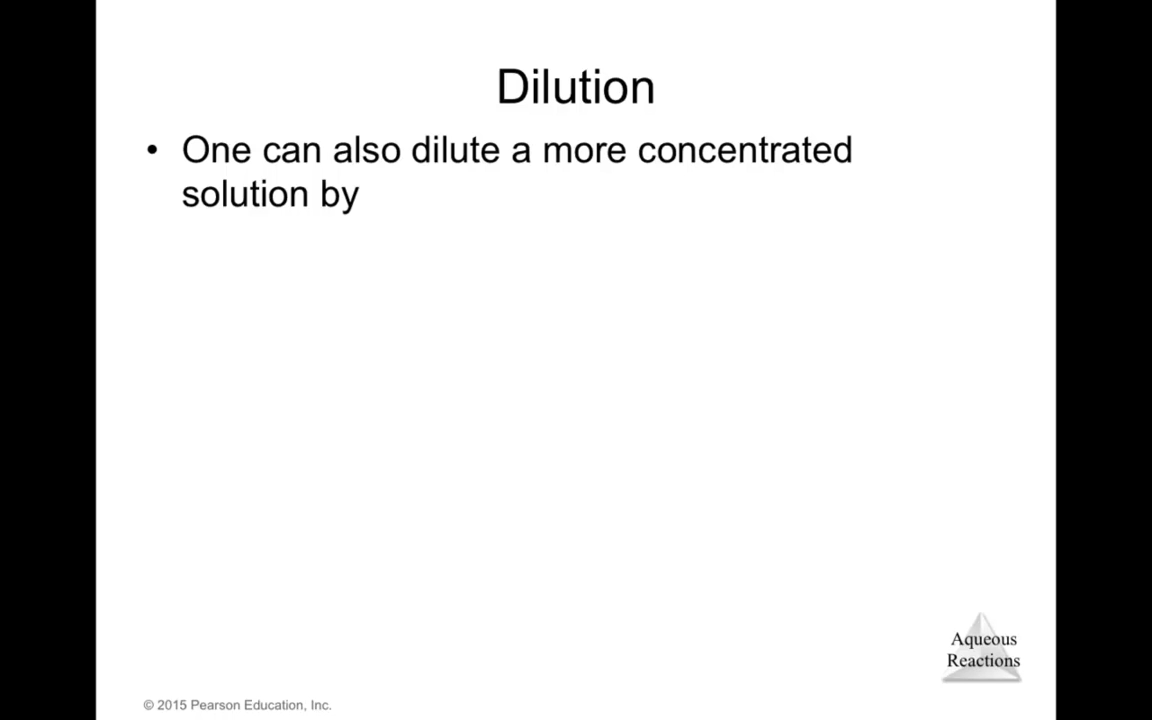 Dilution
• One can also dilute a more concentrated
solution by
Aqueous
Reactions
© 2015 Pearson Education, Inc.